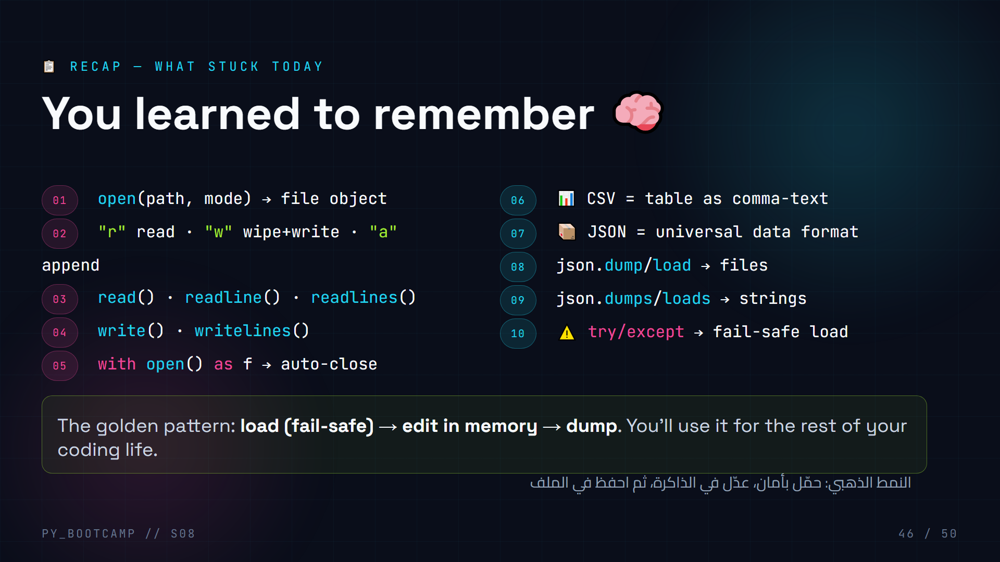 📋 RECAP — WHAT STUCK TODAY
You learned to remember 🧠
01 open(path, mode) → file object
02 "r" read · "w" wipe+write · "a"
append
03 read() · readline() · readlines()
04 write() · writelines()
05 with open() as f → auto-close
06 📊 CSV = table as comma-text
07 📦 JSON = universal data format
08 json.dump/load → files
09 json.dumps/loads → strings
10 ⚠️ try/except → fail-safe load
The golden pattern: load (fail-safe) → edit in memory → dump. You’ll use it for the rest of your
coding life.
النمط الذهبي: حمّل بأمان، عدّل في الذاكرة، ثم احفظ في الملف
PY_BOOTCAMP // S08
46 / 50